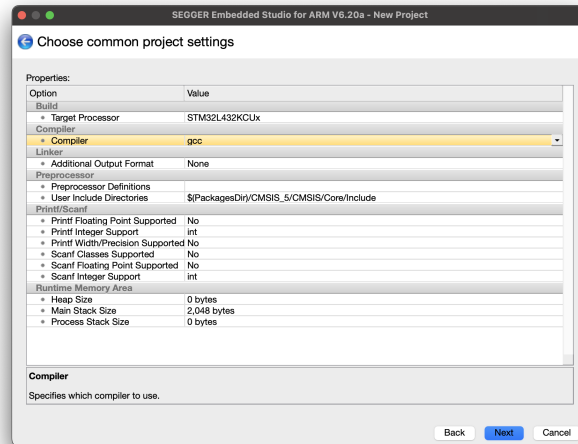 SEGGER Embedded Studio for ARM V6.20a - New Project
Choose common project settings
Properties:
Option Value
Build
Target Processor STM32L432KCUx
Compiler
Compiler gcc
Linker
Additional Output Format None
Preprocessor
Preprocessor Definitions
User Include Directories $(PackagesDir)/CMSIS_5/CMSIS/Core/Include
Printf/Scanf
Printf Floating Point Supported No
Printf Integer Support int
Printf Width/Precision Supported No
Scanf Classes Supported No
Scanf Floating Point Supported No
Scanf Integer Support int
Runtime Memory Area
Heap Size 0 bytes
Main Stack Size 2,048 bytes
Process Stack Size 0 bytes
Compiler
Specifies which compiler to use.
Back Next Cancel